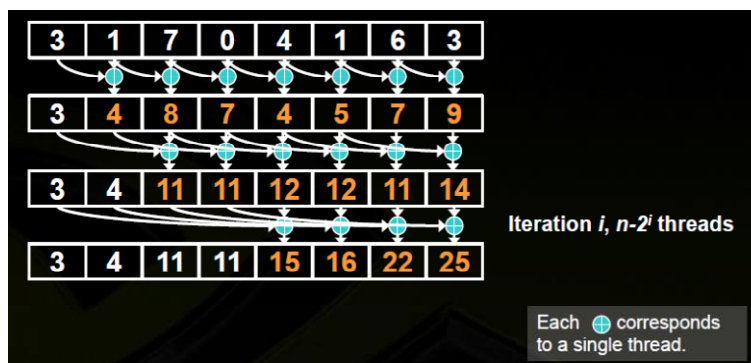 3 1 7 0 4 1 6 3
3 4 8 7 4 5 7 9
3 4 11 11 12 12 11 14
Iteration i, n-2^i threads
3 4 11 11 15 16 22 25
Each ⊕ corresponds
to a single thread.